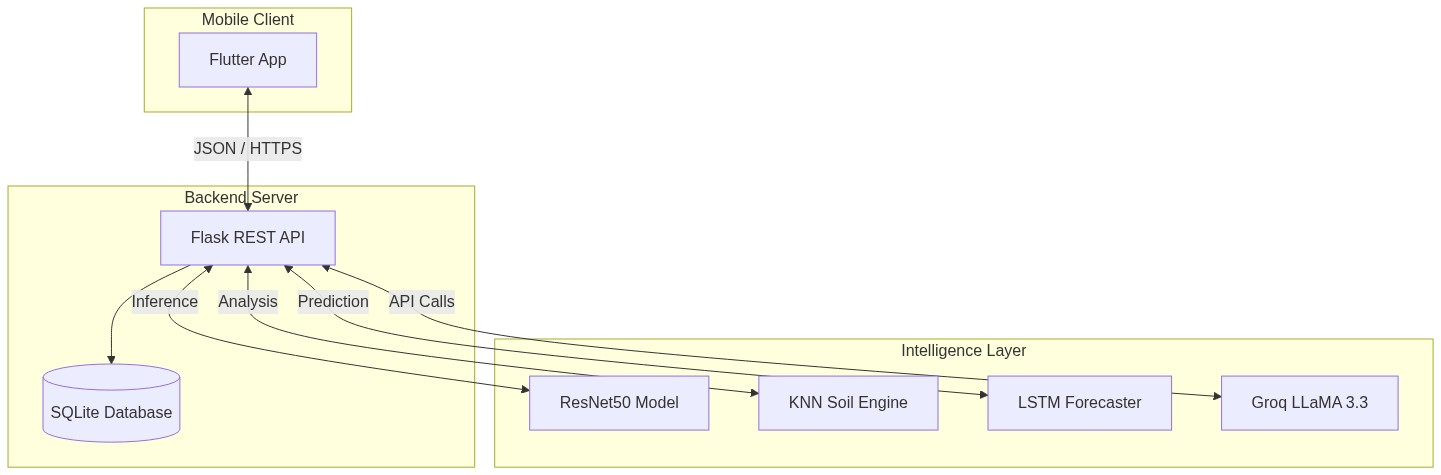 Mobile Client
Flutter App
JSON / HTTPS
Backend Server
Flask REST API
Inference
Analysis
Prediction
API Calls
Intelligence Layer
SQLite Database
ResNet50 Model
KNN Soil Engine
LSTM Forecaster
Groq LLaMA 3.3